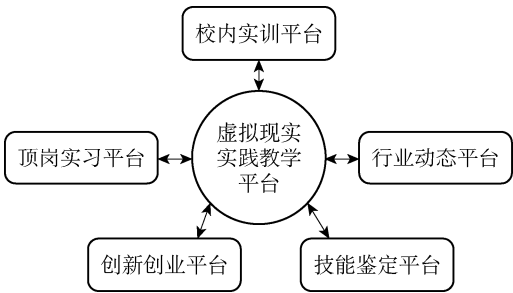 校内实训平台
虚拟现实
实践教学
平台
顶岗实习平台
行业动态平台
创新创业平台
技能鉴定平台